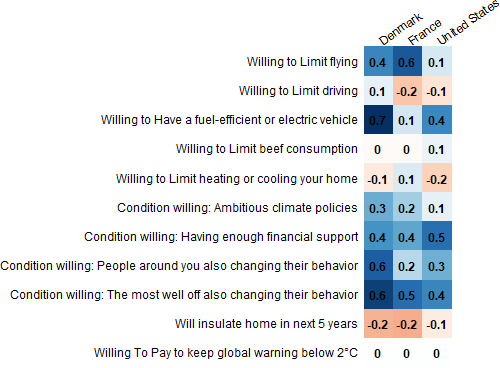 Denmark France United States
Willing to Limit flying 0.4 0.6 0.1
Willing to Limit driving 0.1 -0.2 -0.1
Willing to Have a fuel-efficient or electric vehicle 0.7 0.1 0.4
Willing to Limit beef consumption 0 0 0.1
Willing to Limit heating or cooling your home -0.1 0.1 -0.2
Condition willing: Ambitious climate policies 0.3 0.2 0.1
Condition willing: Having enough financial support 0.4 0.4 0.5
Condition willing: People around you also changing their behavior 0.6 0.2 0.3
Condition willing: The most well off also changing their behavior 0.6 0.5 0.4
Will insulate home in next 5 years -0.2 -0.2 -0.1
Willing To Pay to keep global warning below 2°C 0 0 0